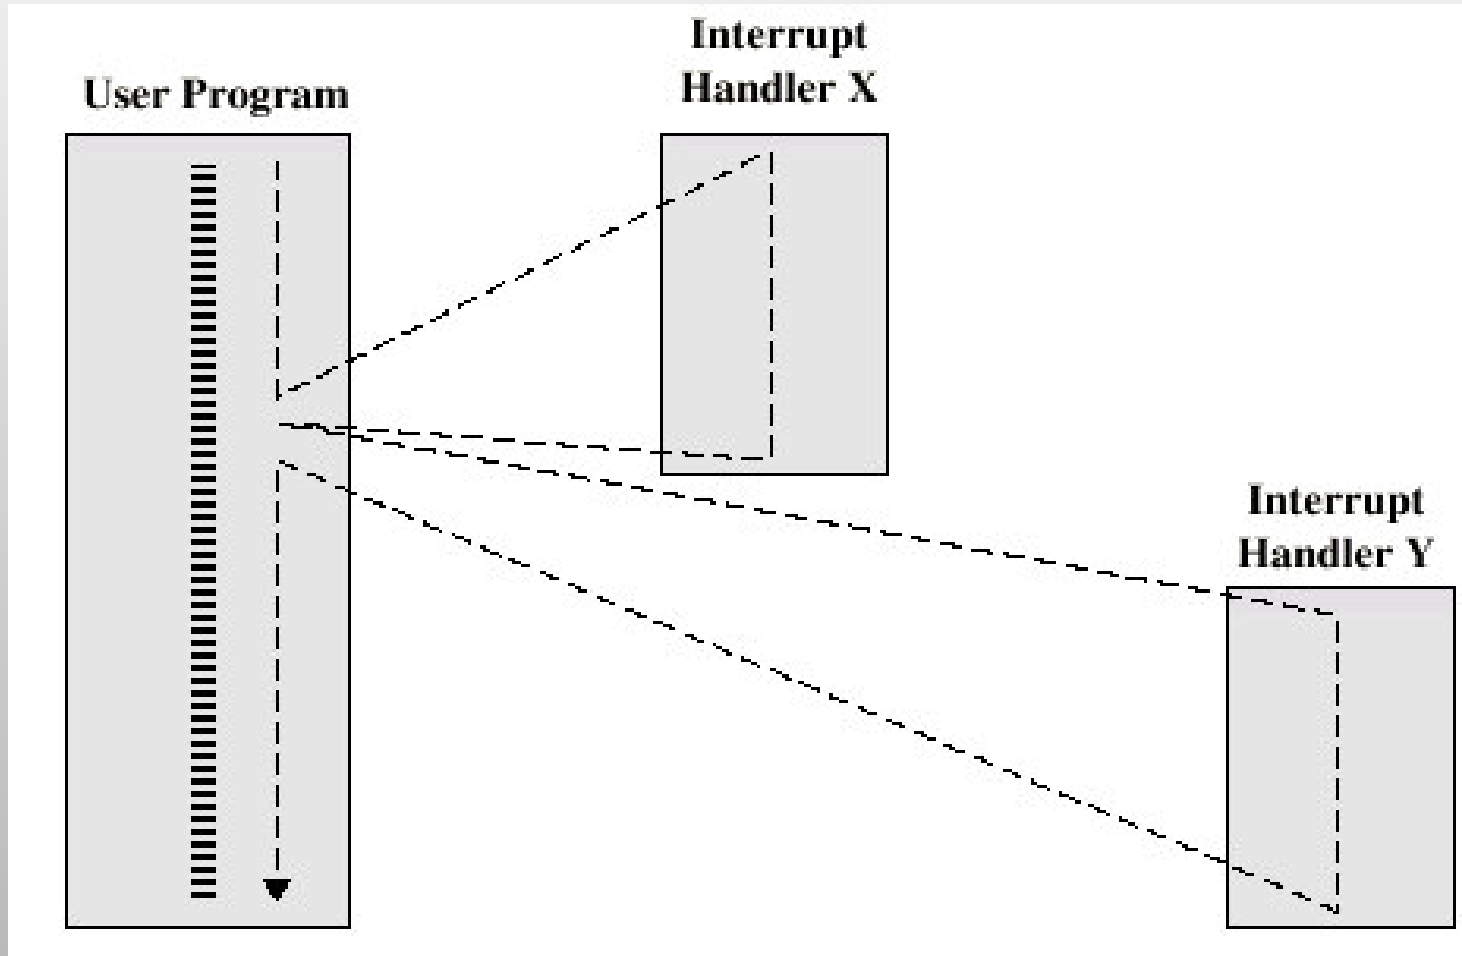 User Program
Interrupt
Handler X
Interrupt
Handler Y